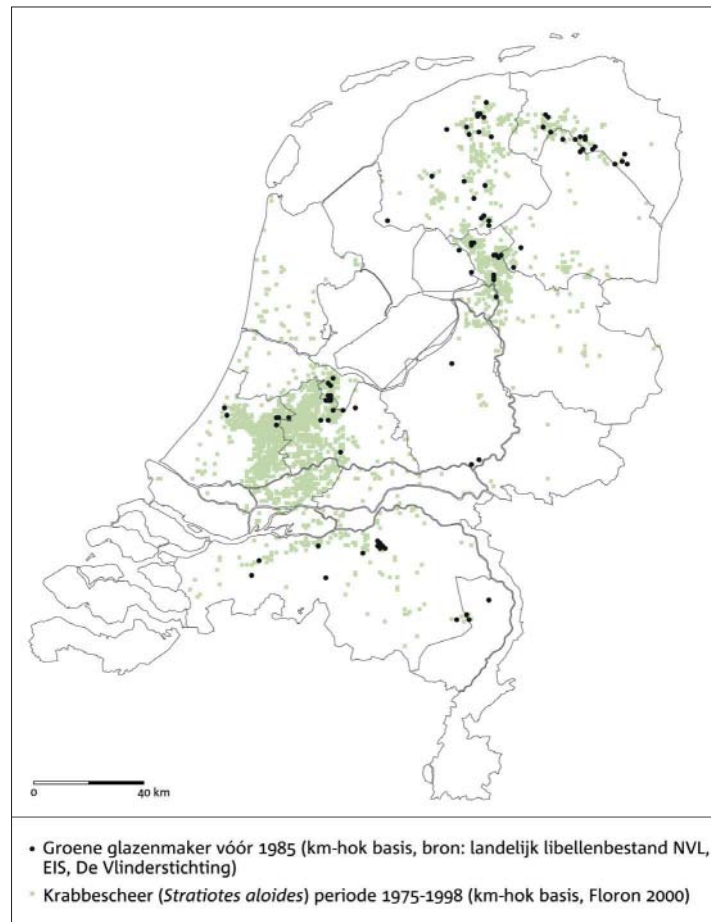 0 40 km
• Groene glazenmaker vóór 1985 (km-hok basis, bron: landelijk libellenbestand NVL,
EIS, De Vlinderstichting)
Krabbescheer (Stratiotes aloides) periode 1975-1998 (km-hok basis, Floron 2000)